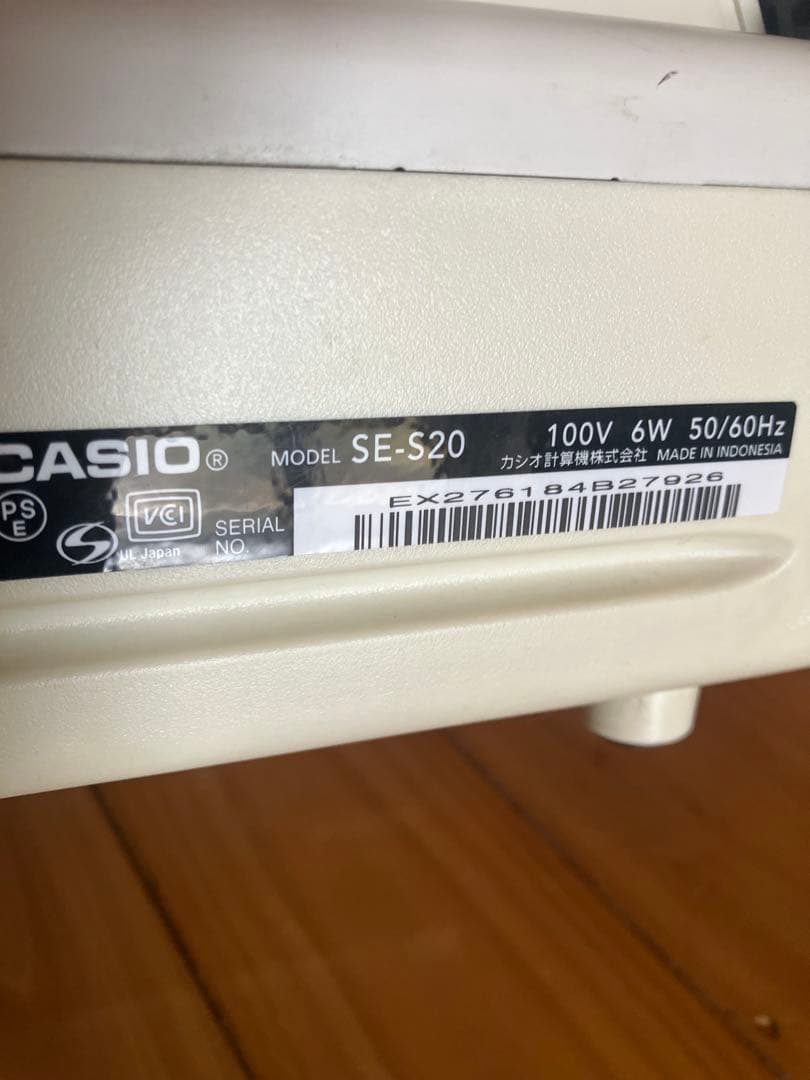 CASIO® MODEL SE-S20 100V 6W 50/60Hz
カシオ計算機株式会社 MADE IN INDONESIA
PS
E
VCI
UL Japan
SERIAL
NO.
EX276184B27926